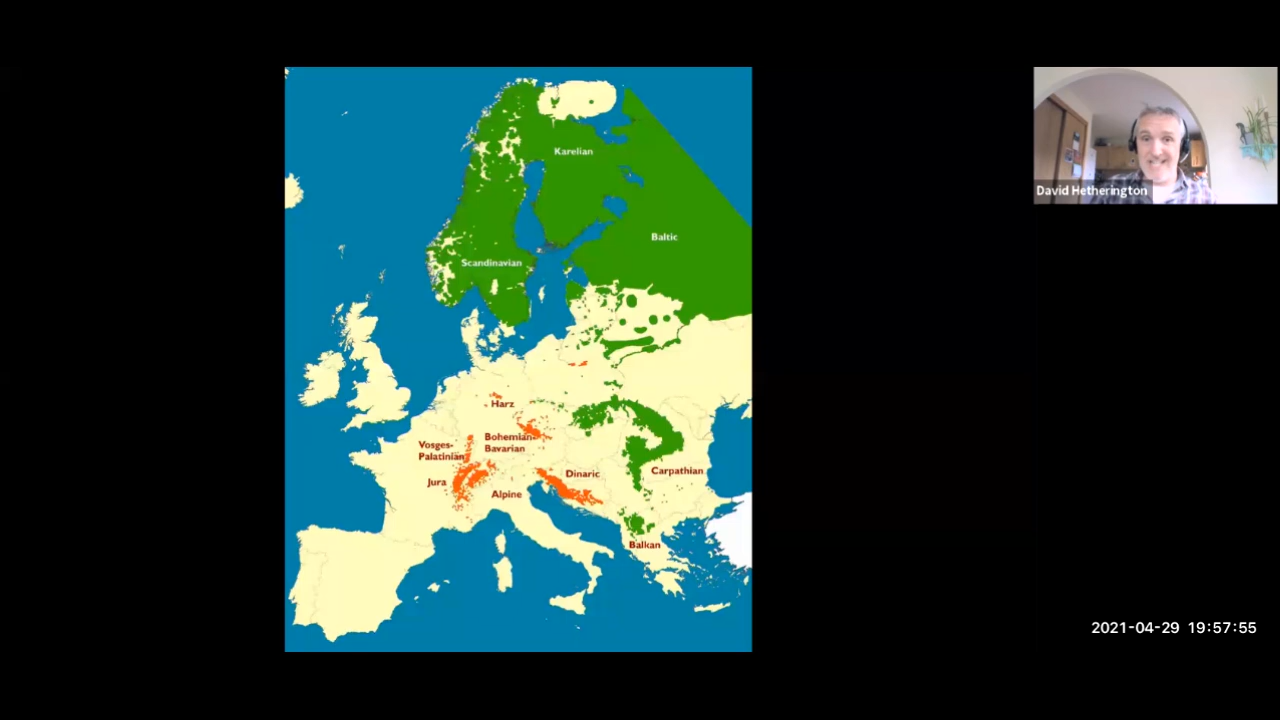 Karelian
Baltic
Scandinavian
Harz
Vosges-
Palatinian
Bohemian-
Bavarian
Jura
Alpine
Dinaric
Carpathian
Balkan
David Hetherington
2021-04-29 19:57:55